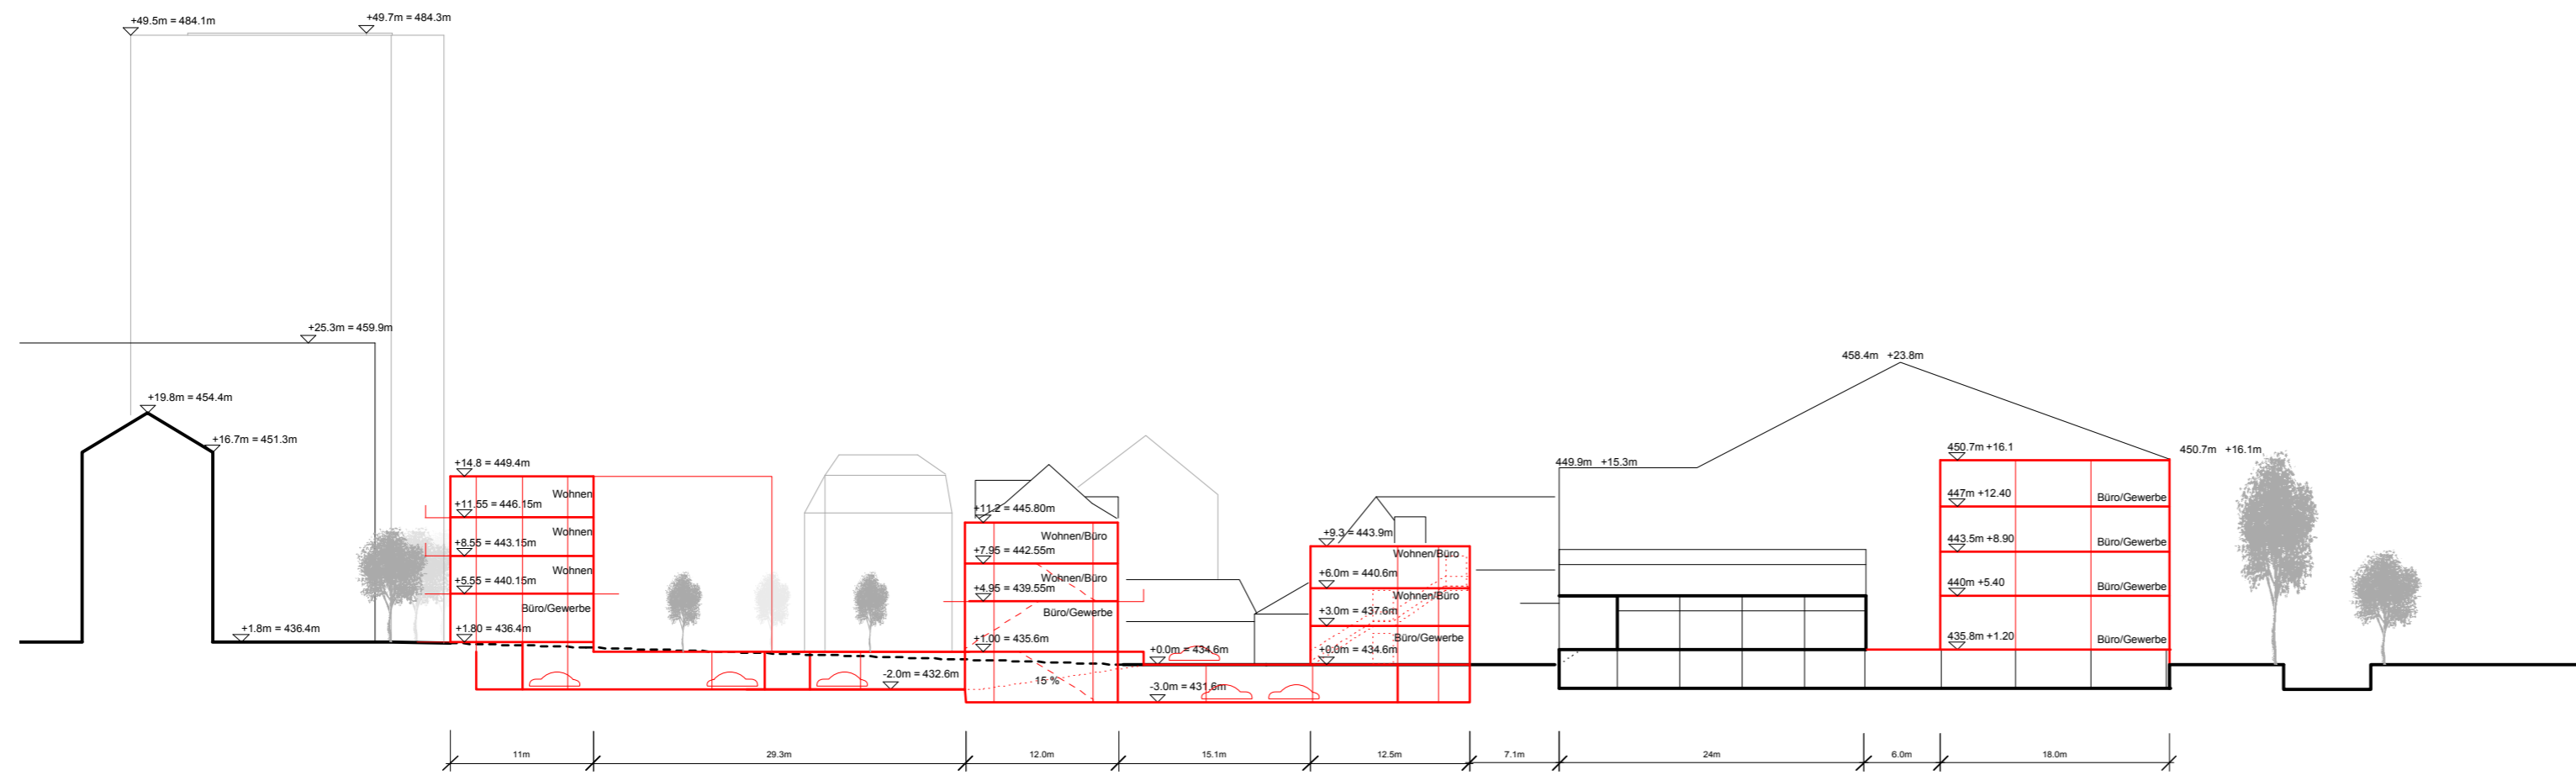 +49.5m = 484.1m
+49.7m = 484.3m
+25.3m = 459.9m
+19.8m = 454.4m
+16.7m = 451.3m
+1.8m = 436.4m
+14.8 = 449.4m
Wohnen
+11.55 = 446.15m
Wohnen
+8.55 = 443.15m
Wohnen
+5.55 = 440.15m
Büro/Gewerbe
+1.80 = 436.4m
-2.0m = 432.6m
+11.2 = 445.80m
Wohnen/Büro
+7.95 = 442.55m
Wohnen/Büro
+4.95 = 439.55m
Büro/Gewerbe
+1.00 = 435.6m
15 %
+0.0m = 434.6m
-3.0m = 431.6m
+9.3 = 443.9m
Wohnen/Büro
+6.0m = 440.6m
Wohnen/Büro
+3.0m = 437.6m
Büro/Gewerbe
+0.0m = 434.6m
449.9m +15.3m
458.4m +23.8m
450.7m +16.1
450.7m +16.1m
447m +12.40
Büro/Gewerbe
443.5m +8.90
Büro/Gewerbe
440m +5.40
Büro/Gewerbe
435.8m +1.20
Büro/Gewerbe
11m
29.3m
12.0m
15.1m
12.5m
7.1m
24m
6.0m
18.0m